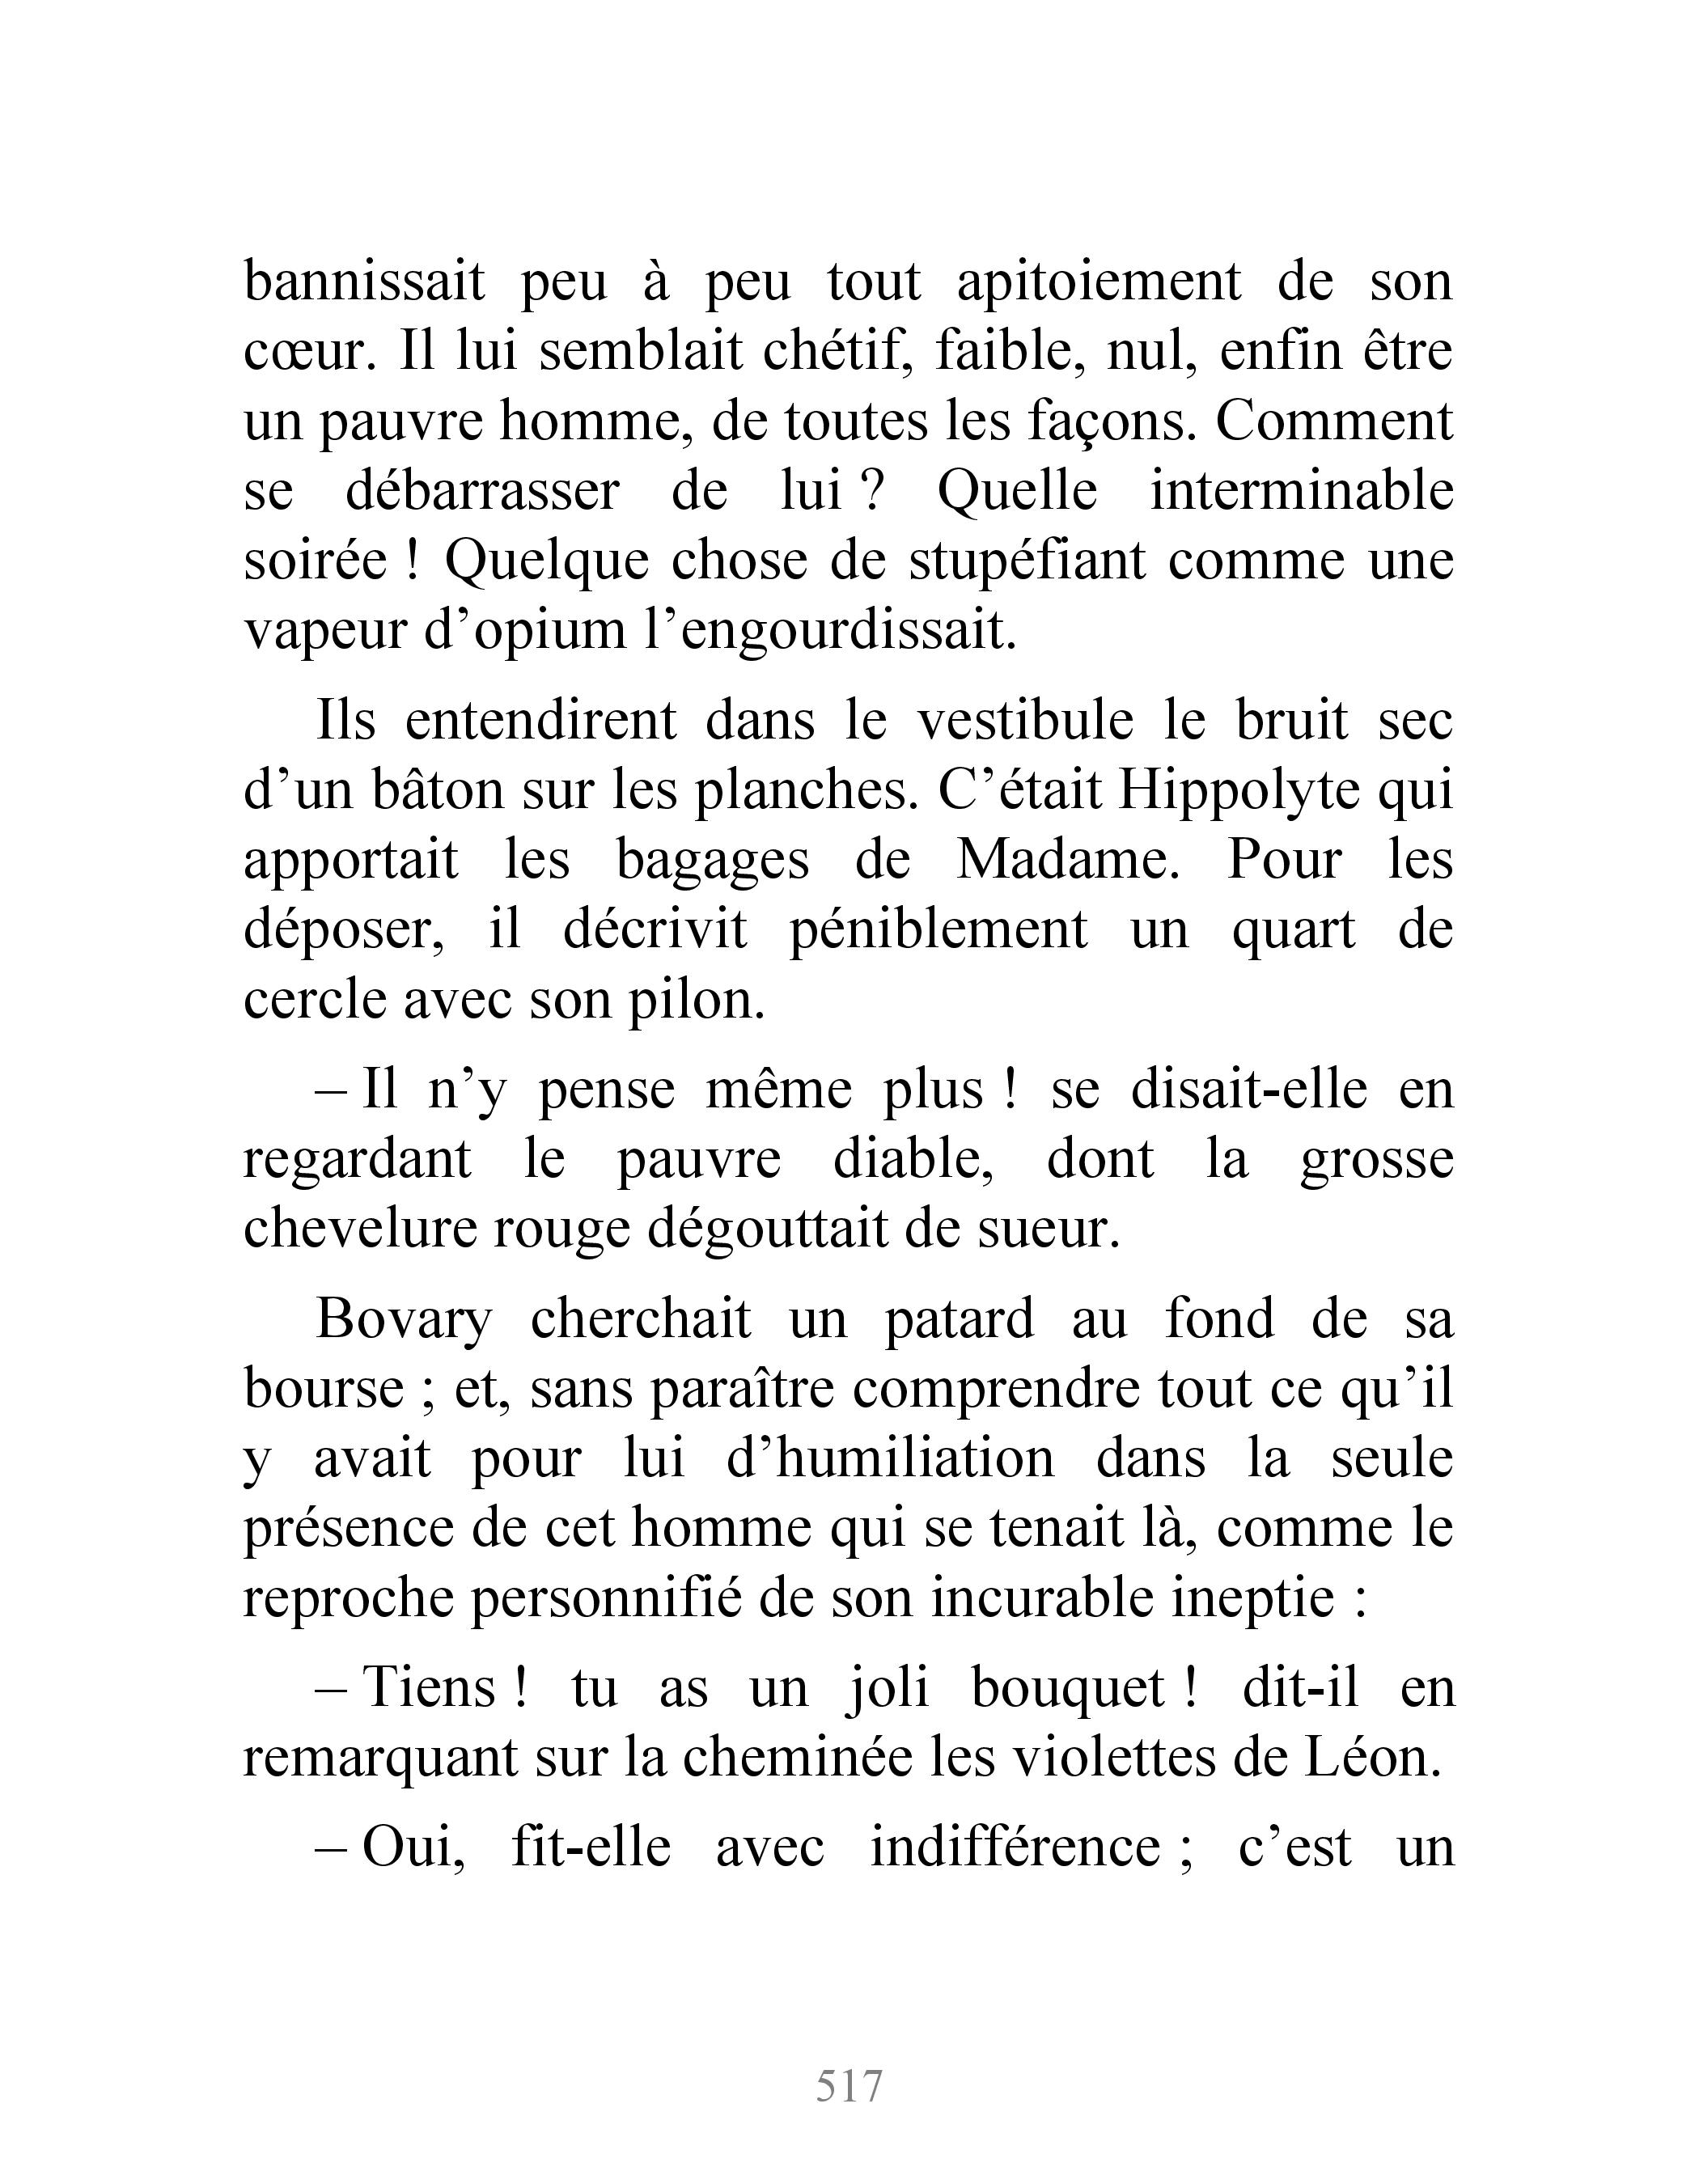 bannissait peu à peu tout apitoiement de son
cœur. Il lui semblait chétif, faible, nul, enfin être
un pauvre homme, de toutes les façons. Comment
se débarrasser de lui ? Quelle interminable
soirée ! Quelque chose de stupéfiant comme une
vapeur d’opium l’engourdissait.
Ils entendirent dans le vestibule le bruit sec
d’un bâton sur les planches. C’était Hippolyte qui
apportait les bagages de Madame. Pour les
déposer, il décrivit péniblement un quart de
cercle avec son pilon.
– Il n’y pense même plus ! se disait-elle en
regardant le pauvre diable, dont la grosse
chevelure rouge dégouttait de sueur.
Bovary cherchait un patard au fond de sa
bourse ; et, sans paraître comprendre tout ce qu’il
y avait pour lui d’humiliation dans la seule
présence de cet homme qui se tenait là, comme le
reproche personnifié de son incurable ineptie :
– Tiens ! tu as un joli bouquet ! dit-il en
remarquant sur la cheminée les violettes de Léon.
– Oui, fit-elle avec indifférence ; c’est un
517